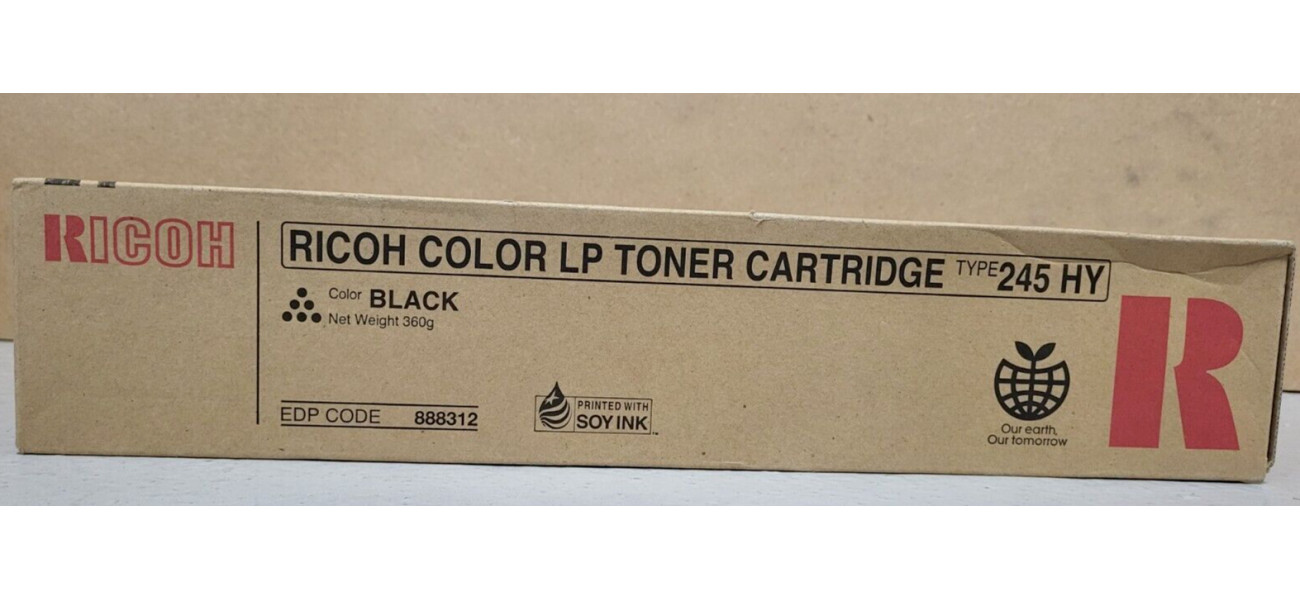 RICOH
RICOH COLOR LP TONER CARTRIDGE TYPE 245 HY
Color BLACK
Net Weight 360g
EDP CODE 888312
PRINTED WITH
SOY INK™
Our earth,
Our tomorrow
R